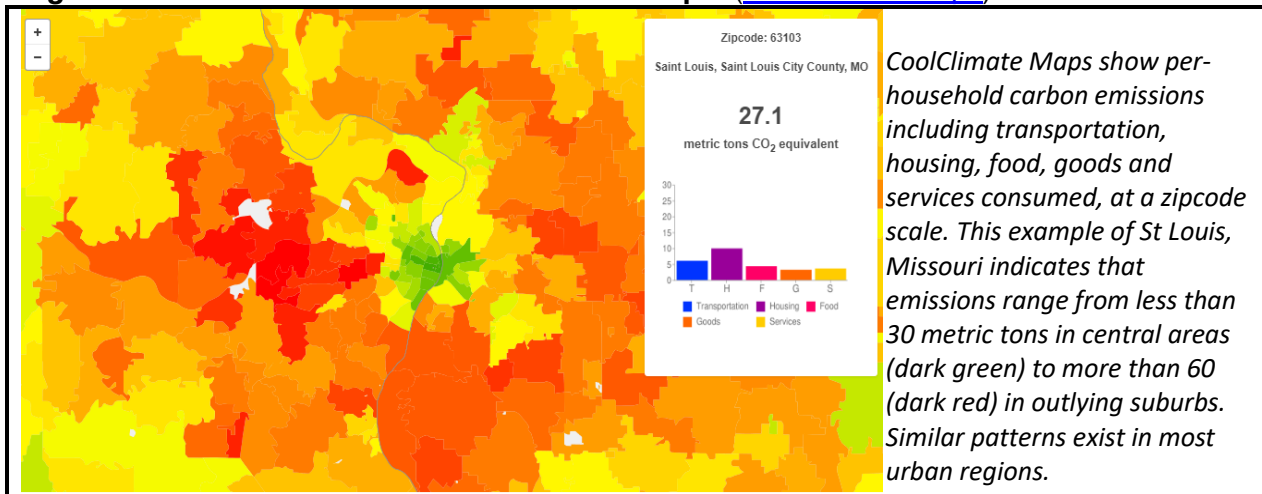 +
−
Zipcode: 63103
Saint Louis, Saint Louis City County, MO
27.1
metric tons CO₂ equivalent
30
25
20
15
10
5
0
T H F G S
Transportation Housing Food
Goods Services
CoolClimate Maps show per-
household carbon emissions
including transportation,
housing, food, goods and
services consumed, at a zipcode
scale. This example of St Louis,
Missouri indicates that
emissions range from less than
30 metric tons in central areas
(dark green) to more than 60
(dark red) in outlying suburbs.
Similar patterns exist in most
urban regions.